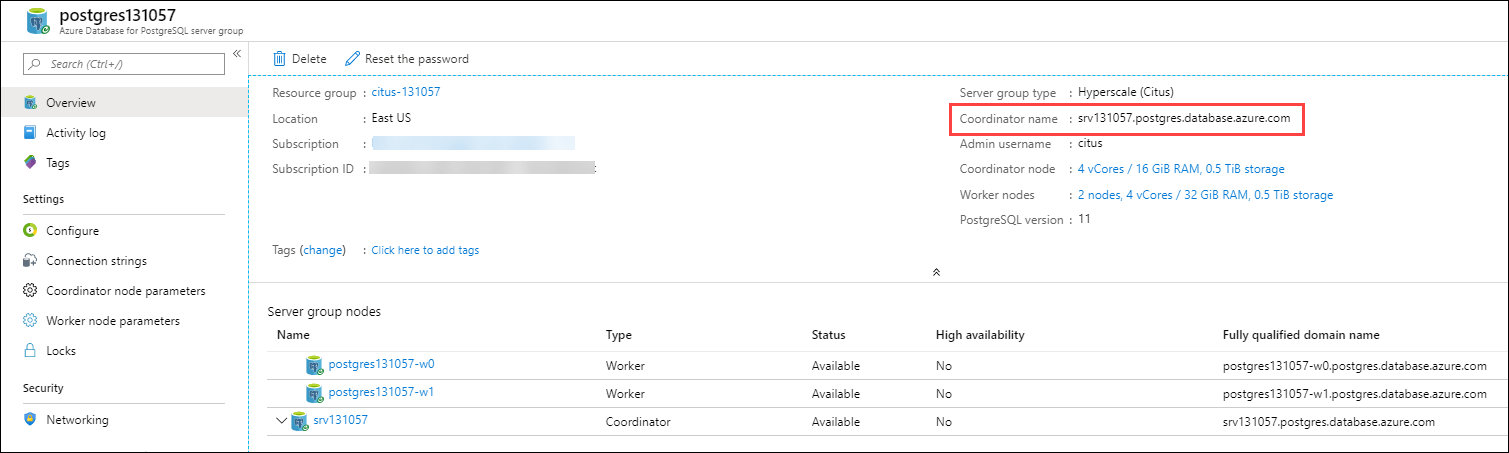 postgres131057
Azure Database for PostgreSQL server group
Search (Ctrl+/)
«
Overview
Activity log
Tags
Settings
Configure
Connection strings
Coordinator node parameters
Worker node parameters
Locks
Security
Networking
Delete Reset the password
Resource group : citus-131057
Location : East US
Subscription :
Subscription ID :
Tags (change) : Click here to add tags
Server group type : Hyperscale (Citus)
Coordinator name : srv131057.postgres.database.azure.com
Admin username : citus
Coordinator node : 4 vCores / 16 GiB RAM, 0.5 TiB storage
Worker nodes : 2 nodes, 4 vCores / 32 GiB RAM, 0.5 TiB storage
PostgreSQL version : 11
Server group nodes
Name Type Status High availability Fully qualified domain name
postgres131057-w0 Worker Available No postgres131057-w0.postgres.database.azure.com
postgres131057-w1 Worker Available No postgres131057-w1.postgres.database.azure.com
srv131057 Coordinator Available No srv131057.postgres.database.azure.com